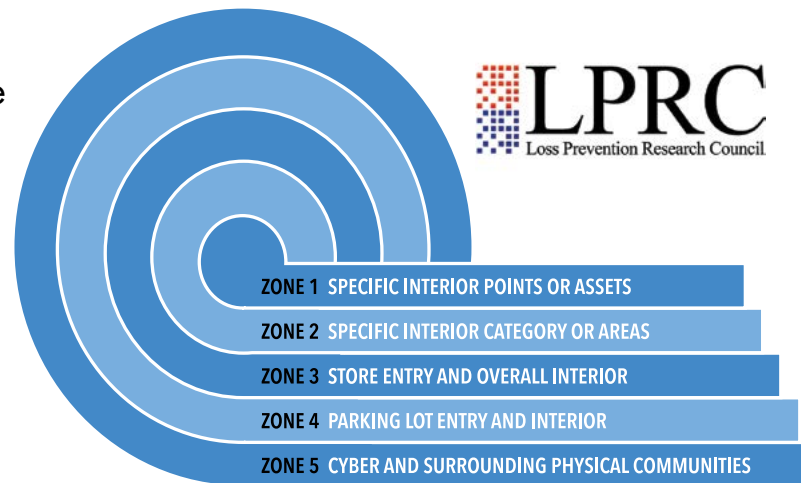 e
LPRC
Loss Prevention Research Council
ZONE 1 SPECIFIC INTERIOR POINTS OR ASSETS
ZONE 2 SPECIFIC INTERIOR CATEGORY OR AREAS
ZONE 3 STORE ENTRY AND OVERALL INTERIOR
ZONE 4 PARKING LOT ENTRY AND INTERIOR
ZONE 5 CYBER AND SURROUNDING PHYSICAL COMMUNITIES